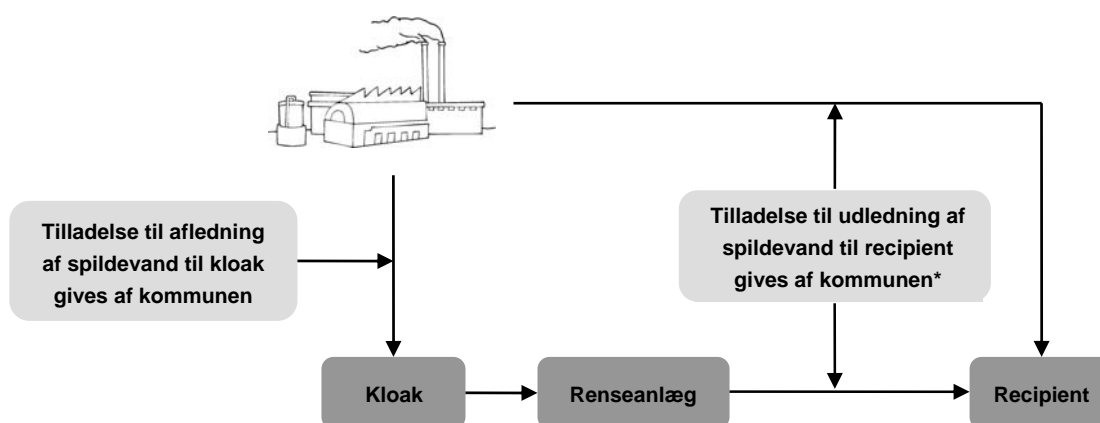 Tilladelse til afledning
af spildevand til kloak
gives af kommunen
Tilladelse til udledning af
spildevand til recipient
gives af kommunen*
Kloak
Renseanlæg
Recipient